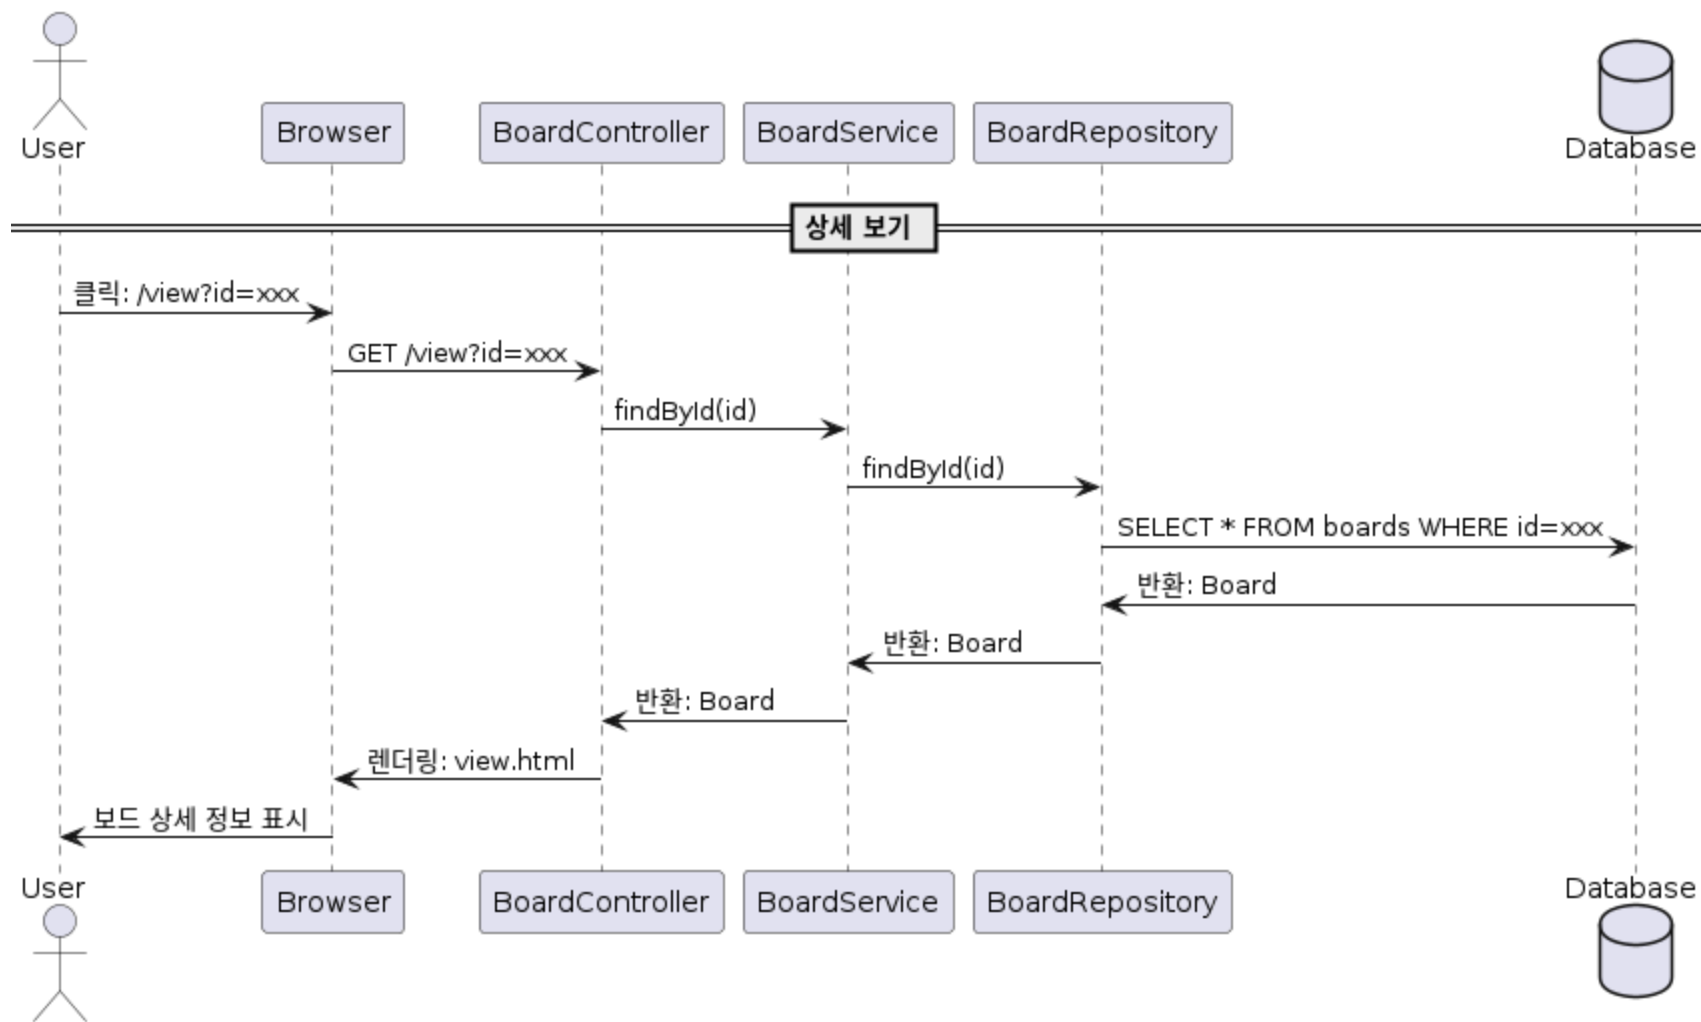 User
Browser
BoardController
BoardService
BoardRepository
Database
상세 보기
클릭: /view?id=xxx
GET /view?id=xxx
findById(id)
findById(id)
SELECT * FROM boards WHERE id=xxx
반환: Board
반환: Board
반환: Board
렌더링: view.html
보드 상세 정보 표시
User
Browser
BoardController
BoardService
BoardRepository
Database